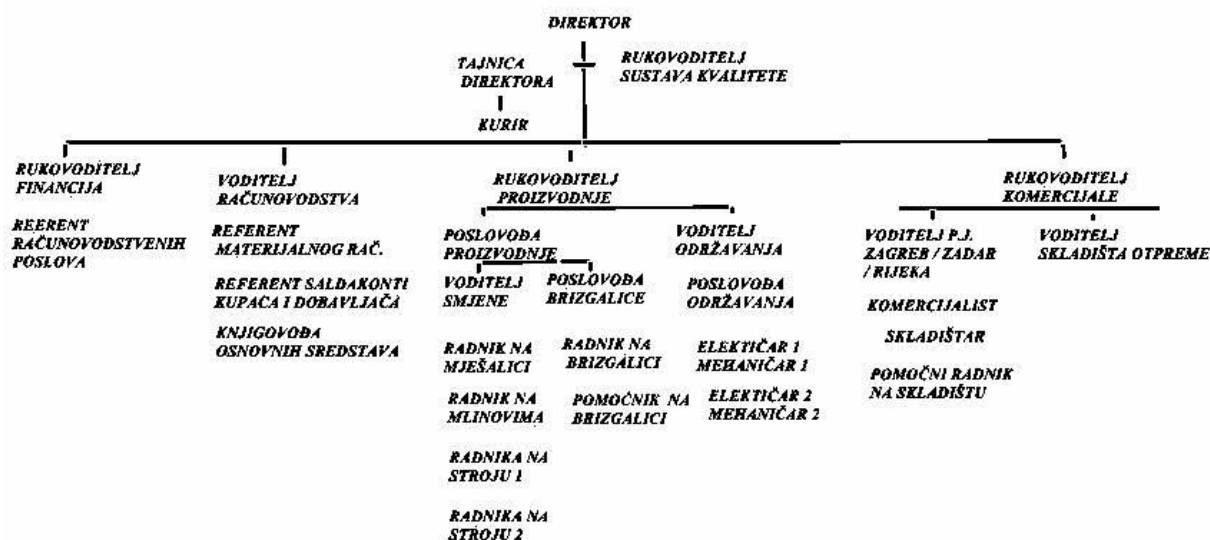 DIREKTOR
TAJNICA
DIREKTORA
RUKOVODITELJ
SUSTAVA KVALITETE
KURIR
RUKOVODITELJ
FINANCIJA
REERENT
RAČUNOVODSTVENIH
POSLOVA
VODITELJ
RAČUNOVODSTVA
REFERENT
MATERIJALNOG RAČ.
REFERENT SALDAKONTI
KUPACA I DOBAVLJAČA
KNJIGOVOĐA
OSNOVNIH SREDSTAVA
RUKOVODITELJ
PROIZVODNJE
POSLOVOĐA
PROIZVODNJE
VODITELJ
SMJENE
RADNIK NA
MJEŠALICI
RADNIK NA
MLINOVIMA
RADNIKA NA
STROJU 1
RADNIKA NA
STROJU 2
POSLOVOĐA
BRIZGALICE
RADNIK NA
BRIZGALICI
POMOĆNIK NA
BRIZGALICI
VODITELJ
ODRŽAVANJA
POSLOVOĐA
ODRŽAVANJA
ELEKTIČAR 1
MEHANIČAR 1
ELEKTIČAR 2
MEHANIČAR 2
RUKOVODITELJ
KOMERCIJALE
VODITELJ P.J.
ZAGREB / ZADAR
/ RIJEKA
KOMERCIJALIST
SKLADIŠTAR
POMOČNI RADNIK
NA SKLADIŠTU
VODITELJ
SKLADIŠTA OTPREME